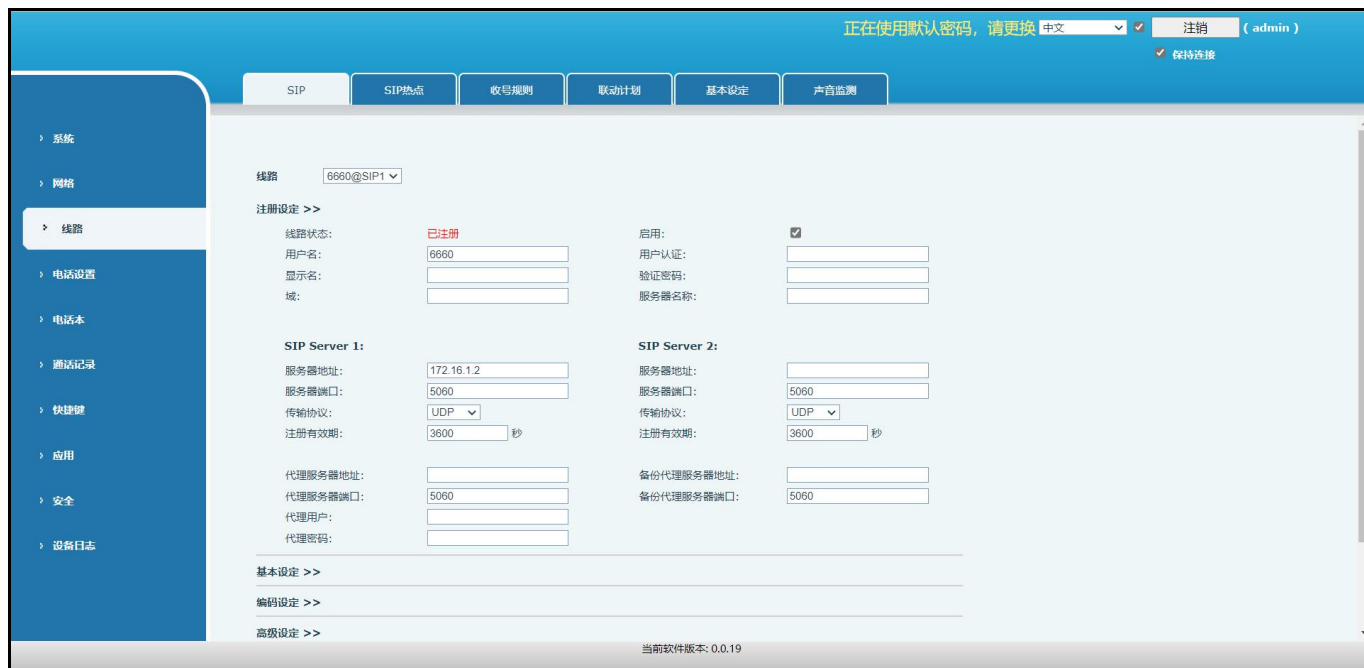 正在使用默认密码，请更换 中文 注销 ( admin )
保持连接
SIP SIP热点 收号规则 联动计划 基本设定 声音监测
› 系统
› 网络
› 线路
› 电话设置
› 电话本
› 通话记录
› 快捷键
› 应用
› 安全
› 设备日志
线路 6660@SIP1
注册设定 >>
线路状态: 已注册 启用:
用户名: 6660 用户认证:
显示名: 验证密码:
域: 服务器名称:
SIP Server 1: SIP Server 2:
服务器地址: 172.16.1.2 服务器地址:
服务器端口: 5060 服务器端口: 5060
传输协议: UDP 传输协议: UDP
注册有效期: 3600 秒 注册有效期: 3600 秒
代理服务器地址: 备份代理服务器地址:
代理服务器端口: 5060 备份代理服务器端口: 5060
代理用户:
代理密码:
基本设定 >>
编码设定 >>
高级设定 >>
当前软件版本: 0.0.19